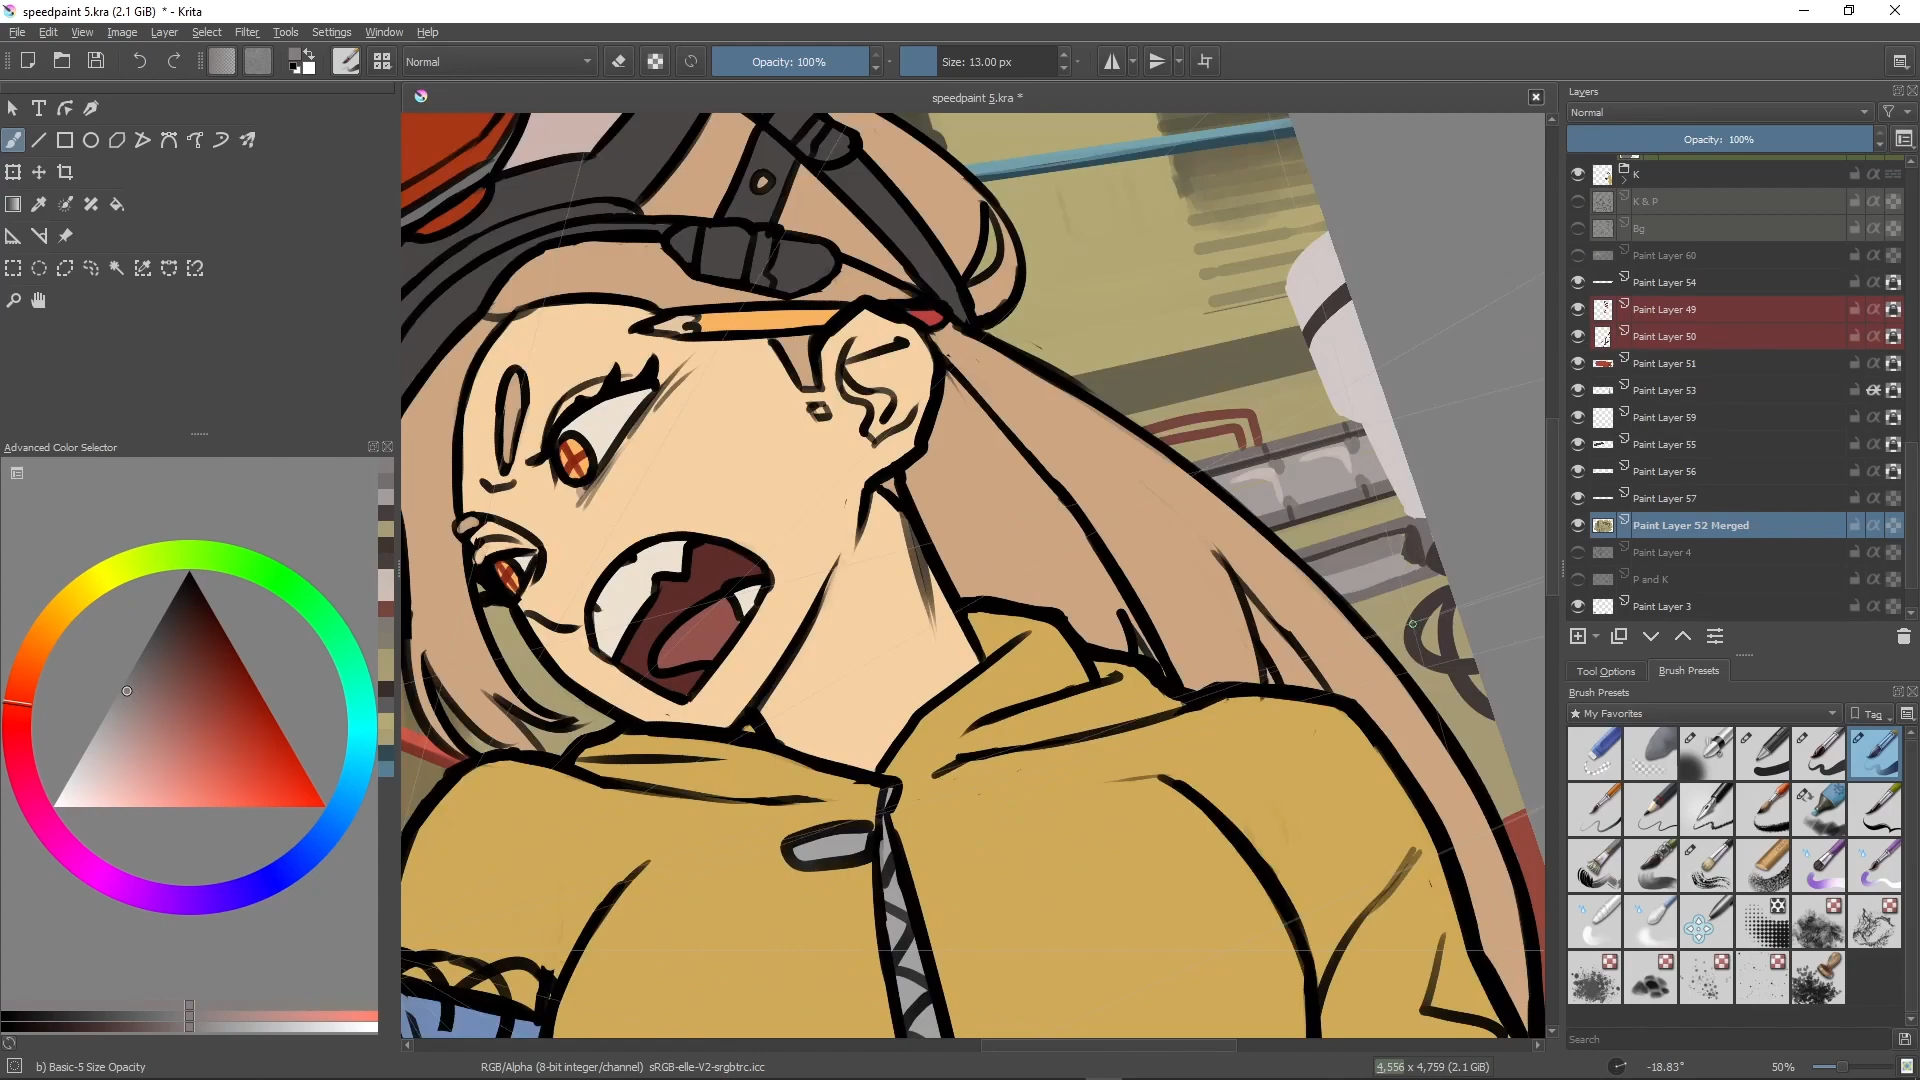 speedpaint 5.kra (2.1 GiB) * - Krita
File Edit View Image Layer Select Filter Tools Settings Window Help
Normal
Opacity: 100%
Size: 13.00 px
speedpaint 5.kra *
Layers
Normal
Opacity: 100%
K
K & P
Bg
Paint Layer 60
Paint Layer 54
Paint Layer 49
Paint Layer 50
Paint Layer 51
Paint Layer 53
Paint Layer 59
Paint Layer 55
Paint Layer 56
Paint Layer 57
Paint Layer 52 Merged
Paint Layer 4
P and K
Paint Layer 3
Advanced Color Selector
Tool Options Brush Presets
Brush Presets
★ My Favorites
Tag
Search
b) Basic-5 Size Opacity
RGB/Alpha (8-bit integer/channel) sRGB-elle-V2-srgbtrc.icc
4,556 x 4,759 (2.1 GiB)
-18.83°
50%